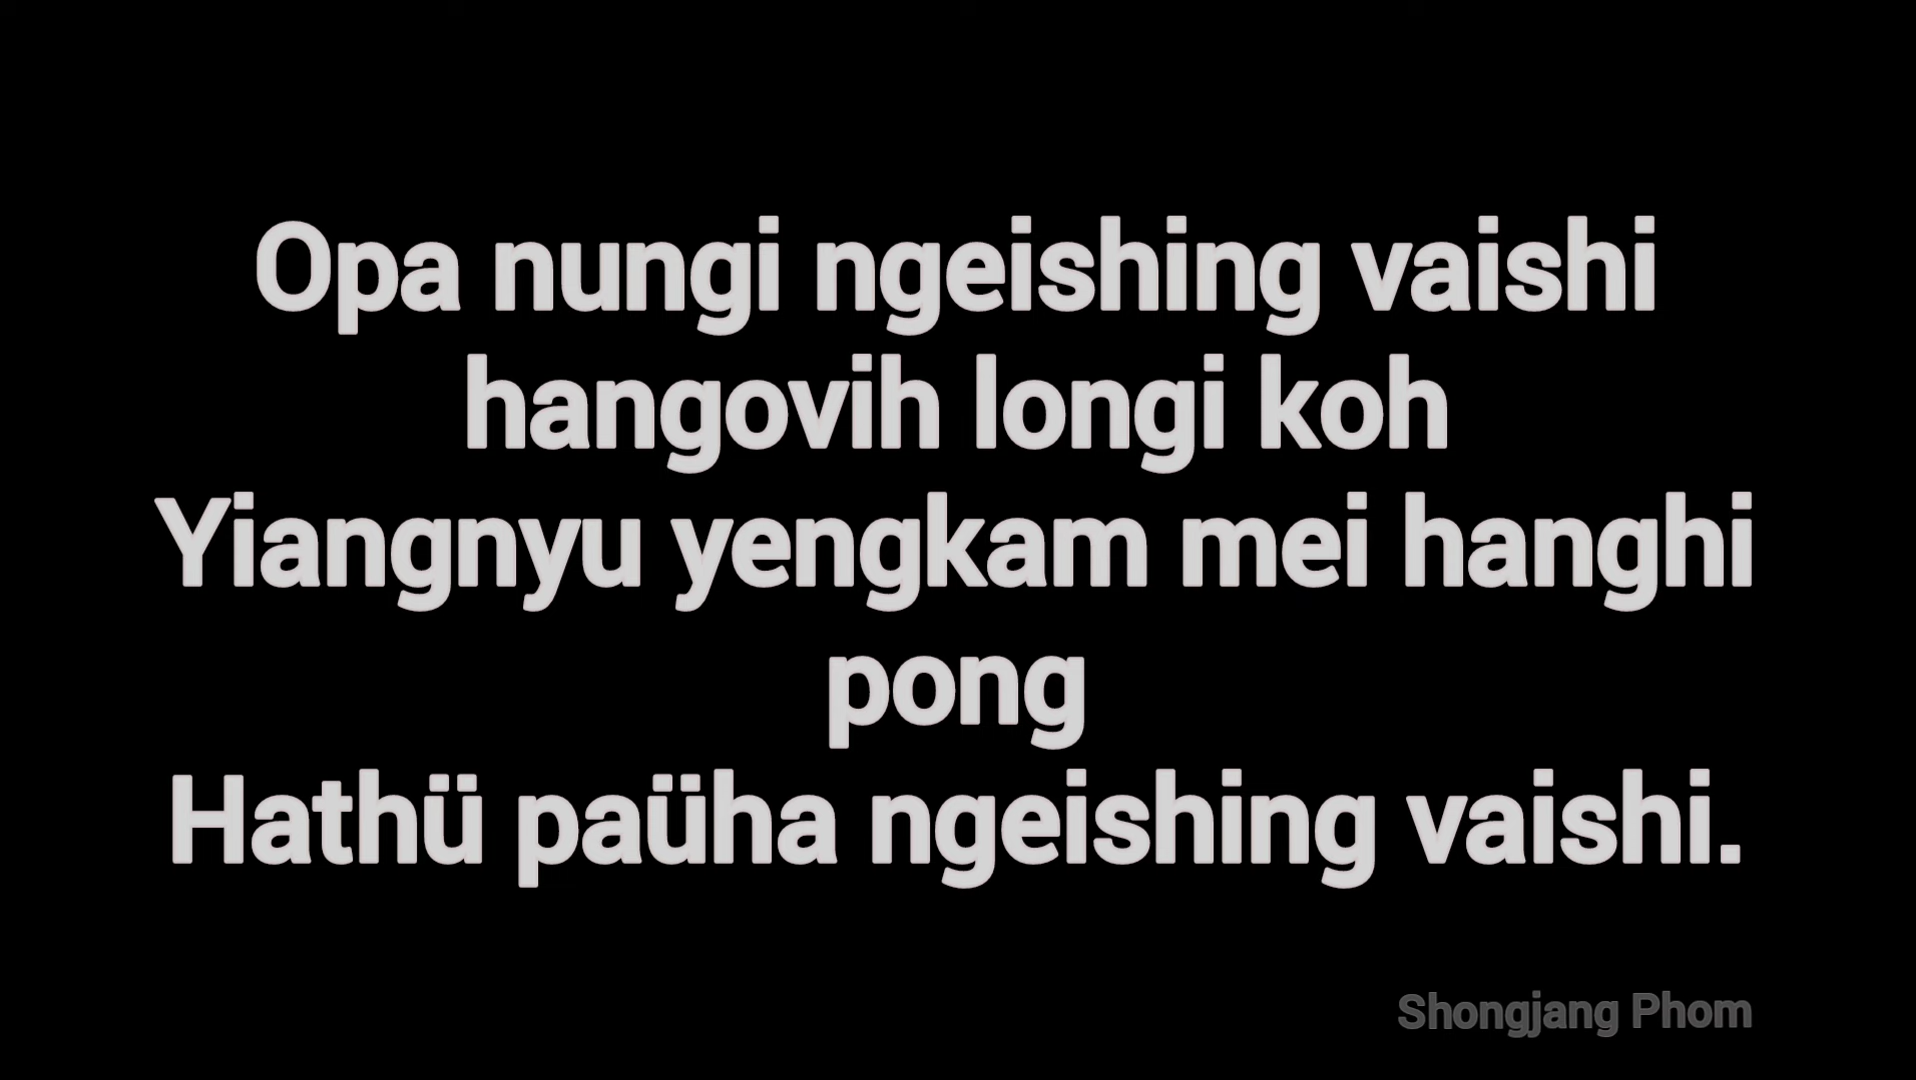 Opa nungi ngeishing vaishi
hangovih longi koh
Yiangnyu yengkam mei hanghi
pong
Hathü paüha ngeishing vaishi.
Shongjang Phom